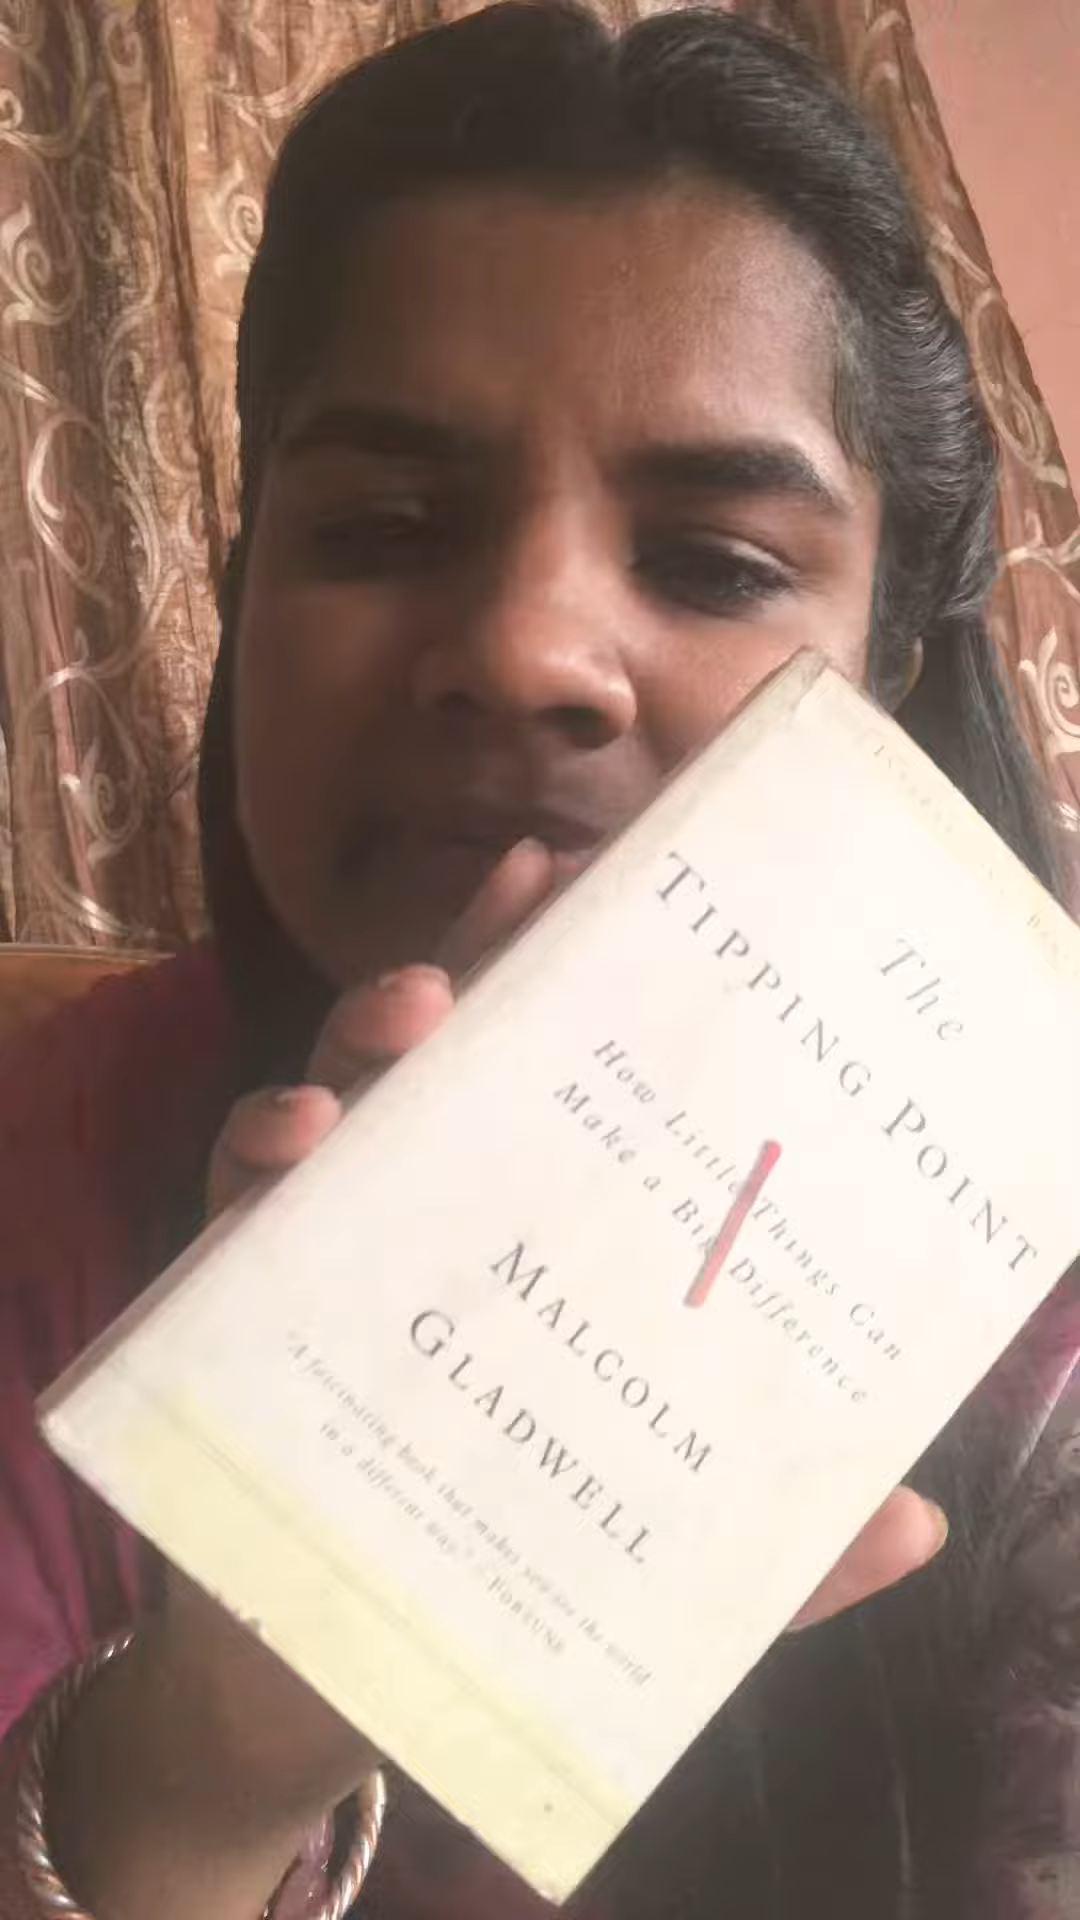 The
TIPPING POINT
How Little Things Can
Make a Big Difference
MALCOLM
GLADWELL
"A fascinating book that makes you see the world
in a different way." —FORTUNE